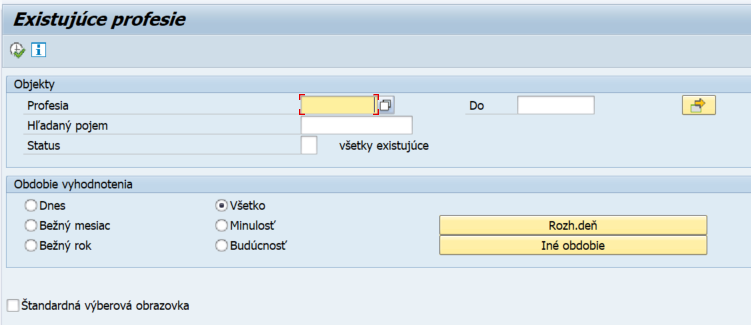 Existujúce profesie
Objekty
Profesia Do
Hľadaný pojem
Status všetky existujúce
Obdobie vyhodnotenia
Dnes Všetko
Bežný mesiac Minulosť Rozh.deň
Bežný rok Budúcnosť Iné obdobie
Štandardná výberová obrazovka